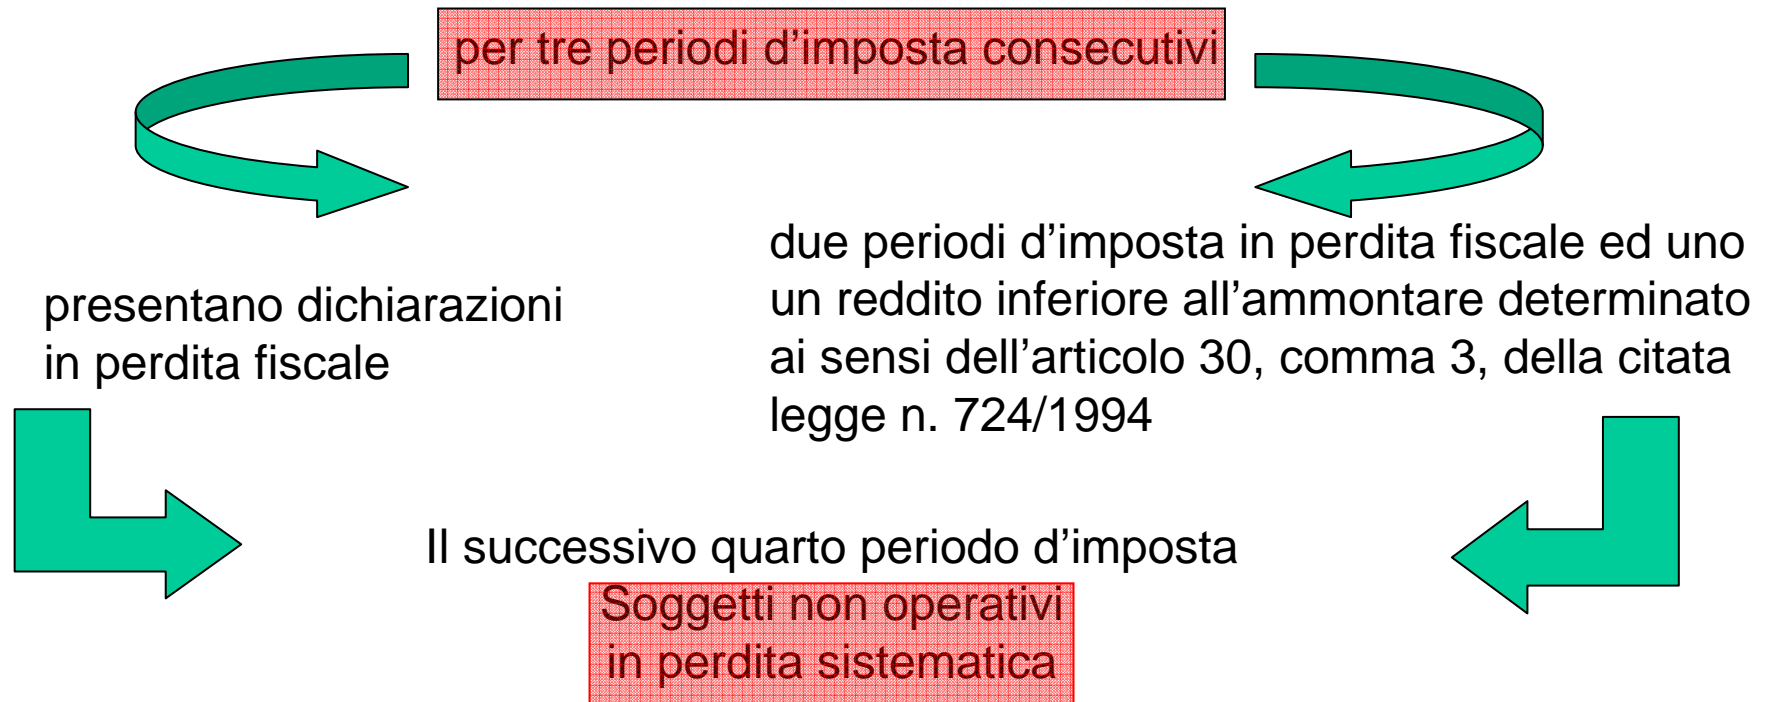 per tre periodi d’imposta consecutivi
presentano dichiarazioni
in perdita fiscale
due periodi d’imposta in perdita fiscale ed uno
un reddito inferiore all’ammontare determinato
ai sensi dell’articolo 30, comma 3, della citata
legge n. 724/1994
Il successivo quarto periodo d’imposta
Soggetti non operativi
in perdita sistematica